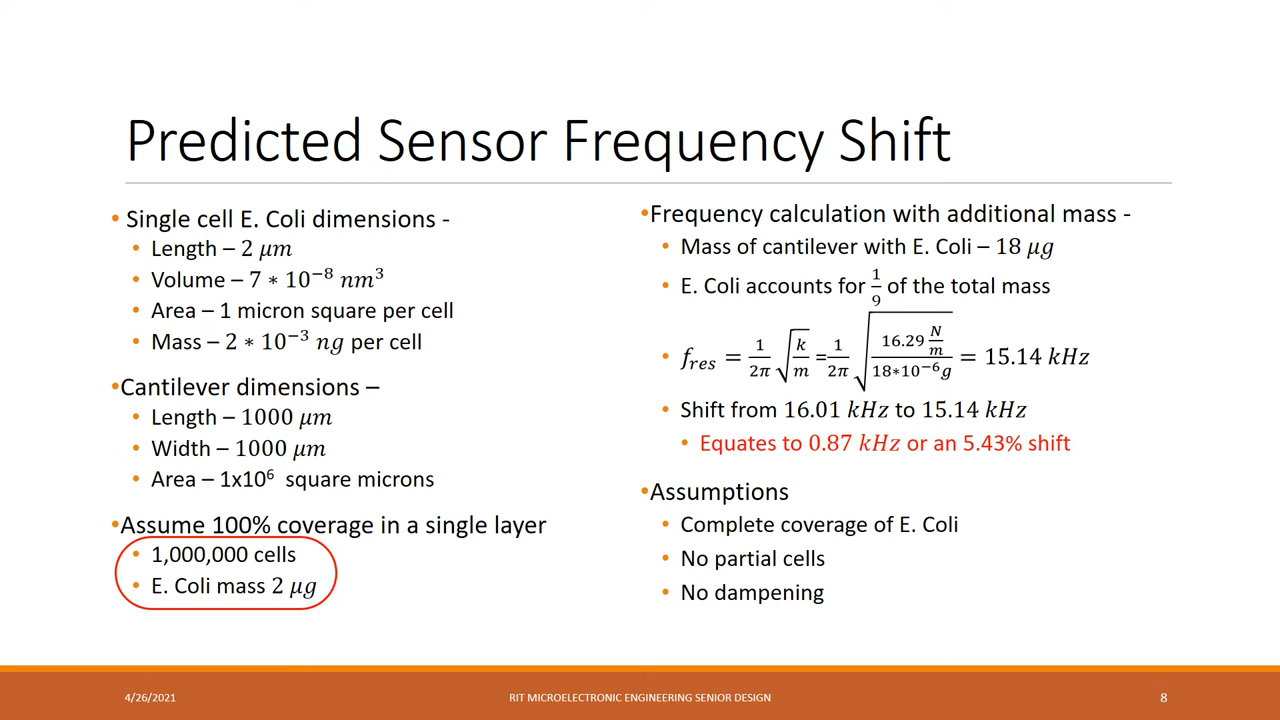 Predicted Sensor Frequency Shift
• Single cell E. Coli dimensions -
• Length – 2 μm
• Volume – 7 ∗ 10⁻⁸ nm³
• Area – 1 micron square per cell
• Mass – 2 ∗ 10⁻³ ng per cell
•Cantilever dimensions –
• Length – 1000 μm
• Width – 1000 μm
• Area – 1x10⁶ square microns
•Assume 100% coverage in a single layer
• 1,000,000 cells
• E. Coli mass 2 μg
•Frequency calculation with additional mass -
• Mass of cantilever with E. Coli – 18 μg
• E. Coli accounts for 1/9 of the total mass
• f_res = 1/2π √(k/m) =1/2π √(16.29 N/m / 18∗10⁻⁶g) = 15.14 kHz
• Shift from 16.01 kHz to 15.14 kHz
• Equates to 0.87 kHz or an 5.43% shift
•Assumptions
• Complete coverage of E. Coli
• No partial cells
• No dampening
4/26/2021
RIT MICROELECTRONIC ENGINEERING SENIOR DESIGN
8